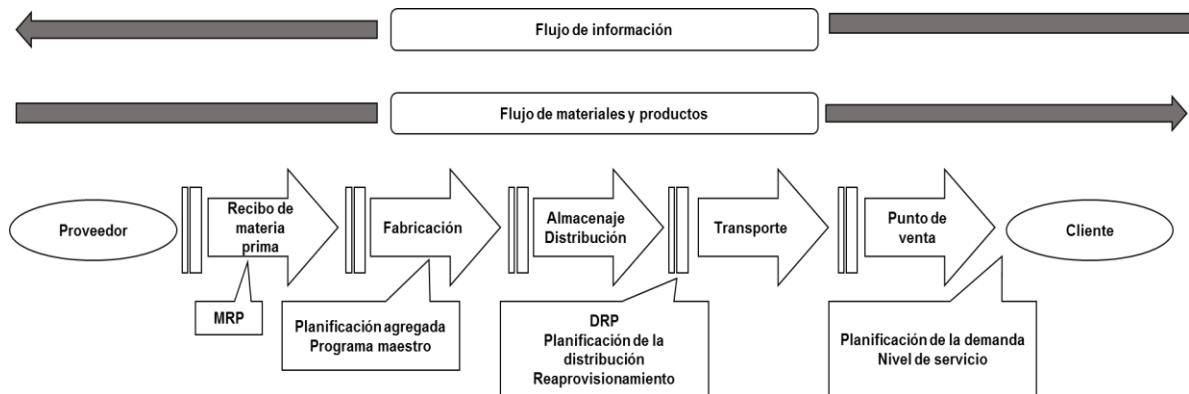 Flujo de información
Flujo de materiales y productos
Proveedor
Recibo de
materia
prima
Fabricación
Almacenaje
Distribución
Transporte
Punto de
venta
Cliente
MRP
Planificación agregada
Programa maestro
DRP
Planificación de la
distribución
Reaprovisionamiento
Planificación de la demanda
Nivel de servicio